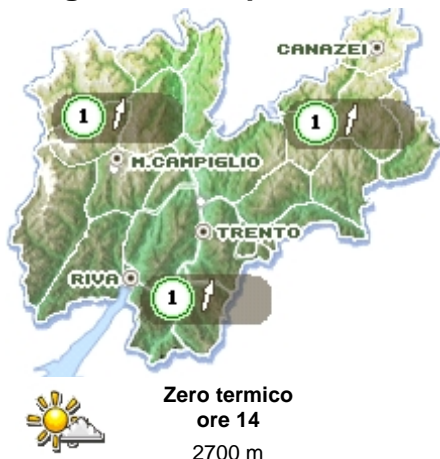 CANAZEI
1
1
M.CAMPIGLIO
TRENTO
RIVA
1
Zero termico
ore 14
2700 m